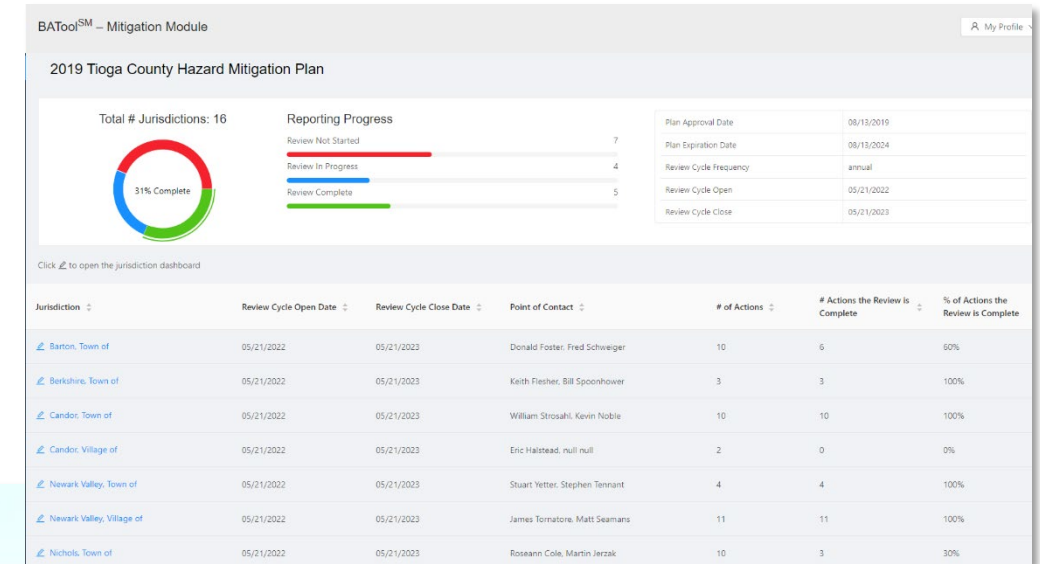 BAToolSM – Mitigation Module
My Profile
2019 Tioga County Hazard Mitigation Plan
Total # Jurisdictions: 16
31% Complete
Reporting Progress
Review Not Started 7
Review In Progress 4
Review Complete 5
Plan Approval Date 08/13/2019
Plan Expiration Date 08/13/2024
Review Cycle Frequency annual
Review Cycle Open 05/21/2022
Review Cycle Close 05/21/2023
Click to open the jurisdiction dashboard
Jurisdiction Review Cycle Open Date Review Cycle Close Date Point of Contact # of Actions # Actions the Review is Complete % of Actions the Review is Complete
Barton, Town of 05/21/2022 05/21/2023 Donald Foster, Fred Schweiger 10 6 60%
Berkshire, Town of 05/21/2022 05/21/2023 Keith Flesher, Bill Spoonhower 3 3 100%
Candor, Town of 05/21/2022 05/21/2023 William Strosahl, Kevin Noble 10 10 100%
Candor, Village of 05/21/2022 05/21/2023 Eric Halstead, null null 2 0 0%
Newark Valley, Town of 05/21/2022 05/21/2023 Stuart Yetter, Stephen Tennant 4 4 100%
Newark Valley, Village of 05/21/2022 05/21/2023 James Tornatore, Matt Seamans 11 11 100%
Nichols, Town of 05/21/2022 05/21/2023 Roseann Cole, Martin Jerzak 10 3 30%